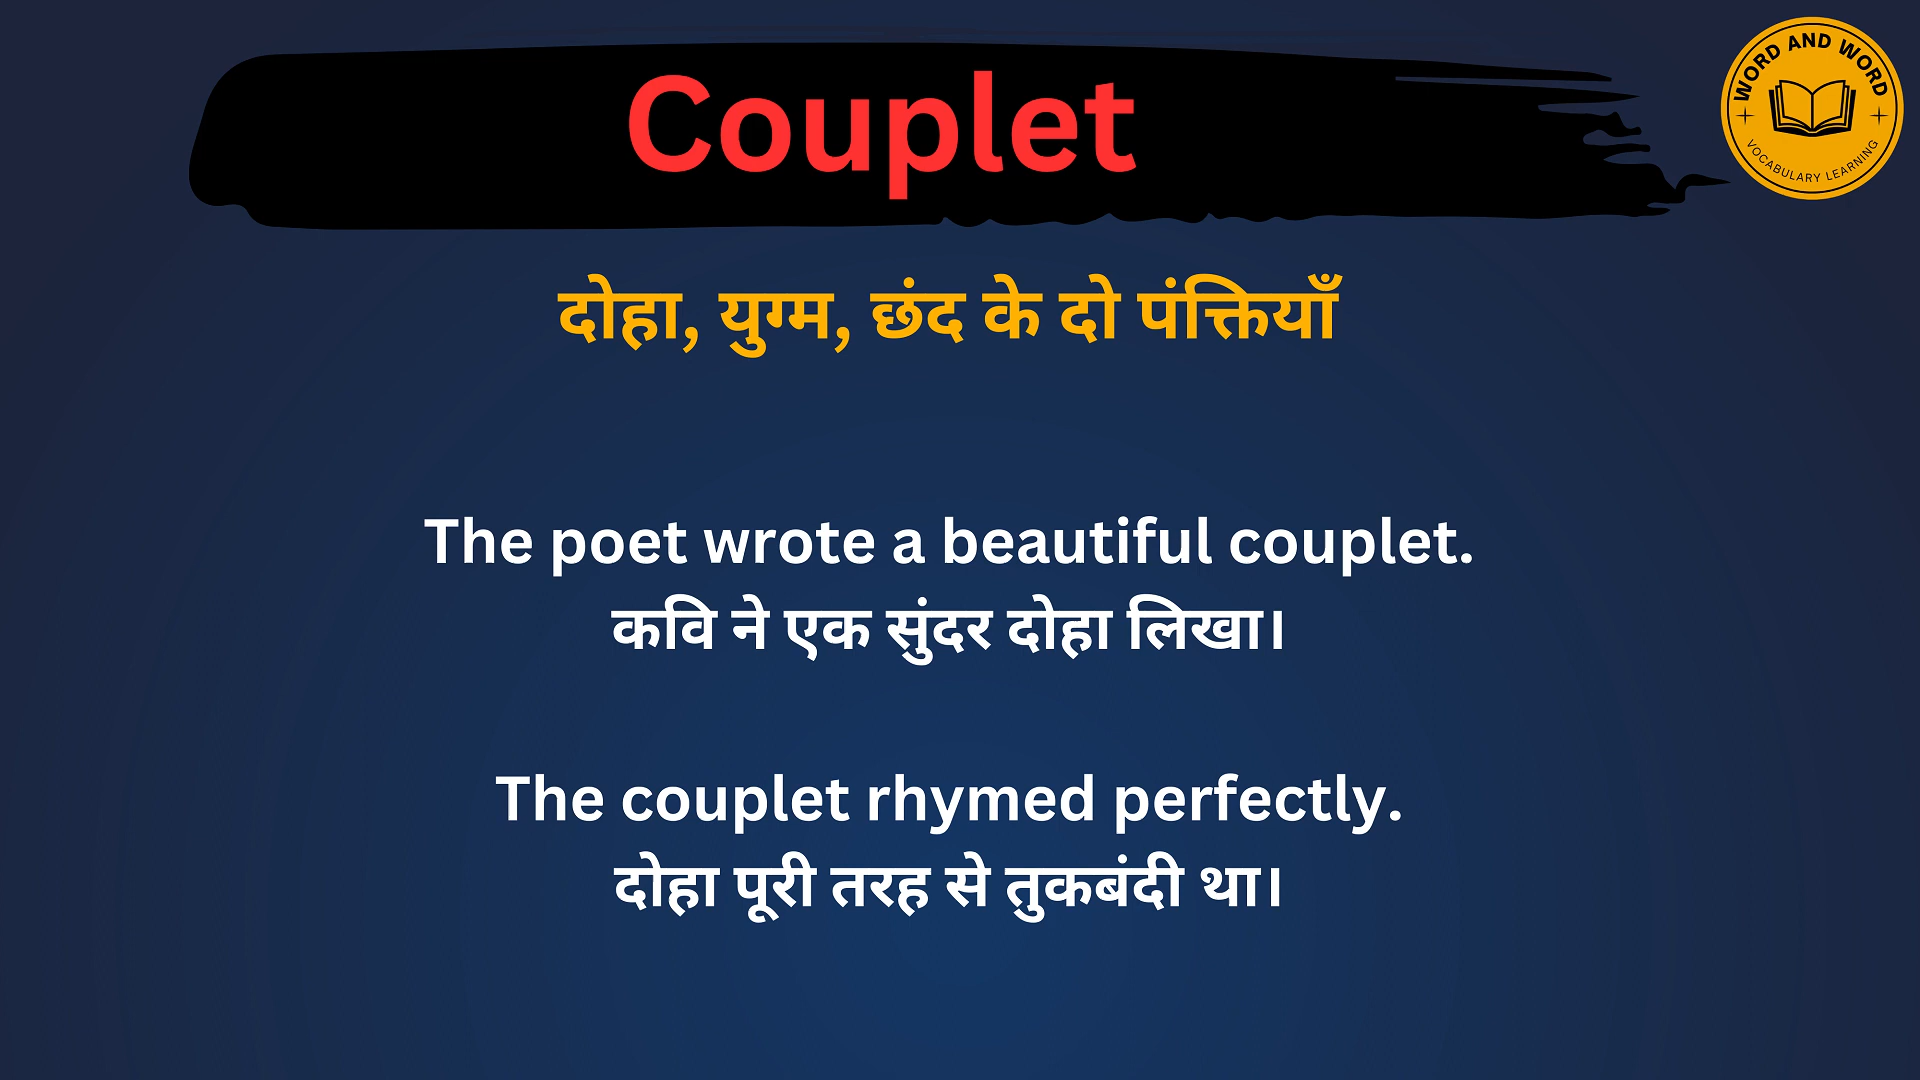 Couplet
WORD AND WORD
VOCABULARY LEARNING
दोहा, युग्म, छंद के दो पंक्तियाँ
The poet wrote a beautiful couplet.
कवि ने एक सुंदर दोहा लिखा।
The couplet rhymed perfectly.
दोहा पूरी तरह से तुकबंदी था।